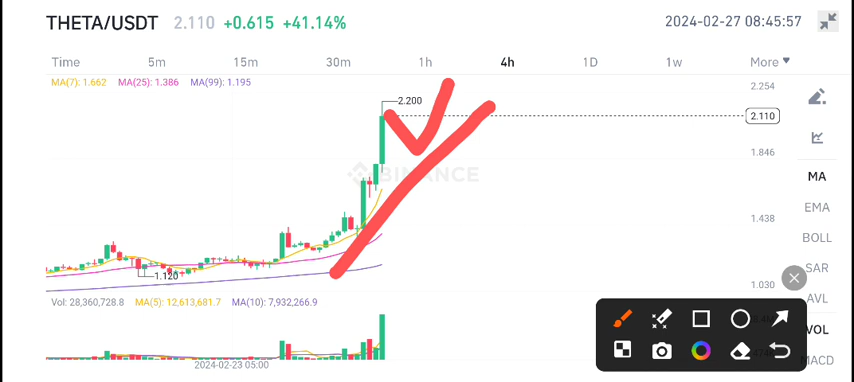 THETA/USDT 2.110 +0.615 +41.14% 2024-02-27 08:45:57
Time 5m 15m 30m 1h 4h 1D 1w More
MA(7): 1.662 MA(25): 1.386 MA(99): 1.195
2.254
2.200
2.110
1.846
BINANCE
MA
EMA
1.438
BOLL
SAR
1.120
1.030
AVL
Vol: 28,360,728.8 MA(5): 12,613,681.7 MA(10): 7,932,266.9
VOL
MACD
2024-02-23 05:00